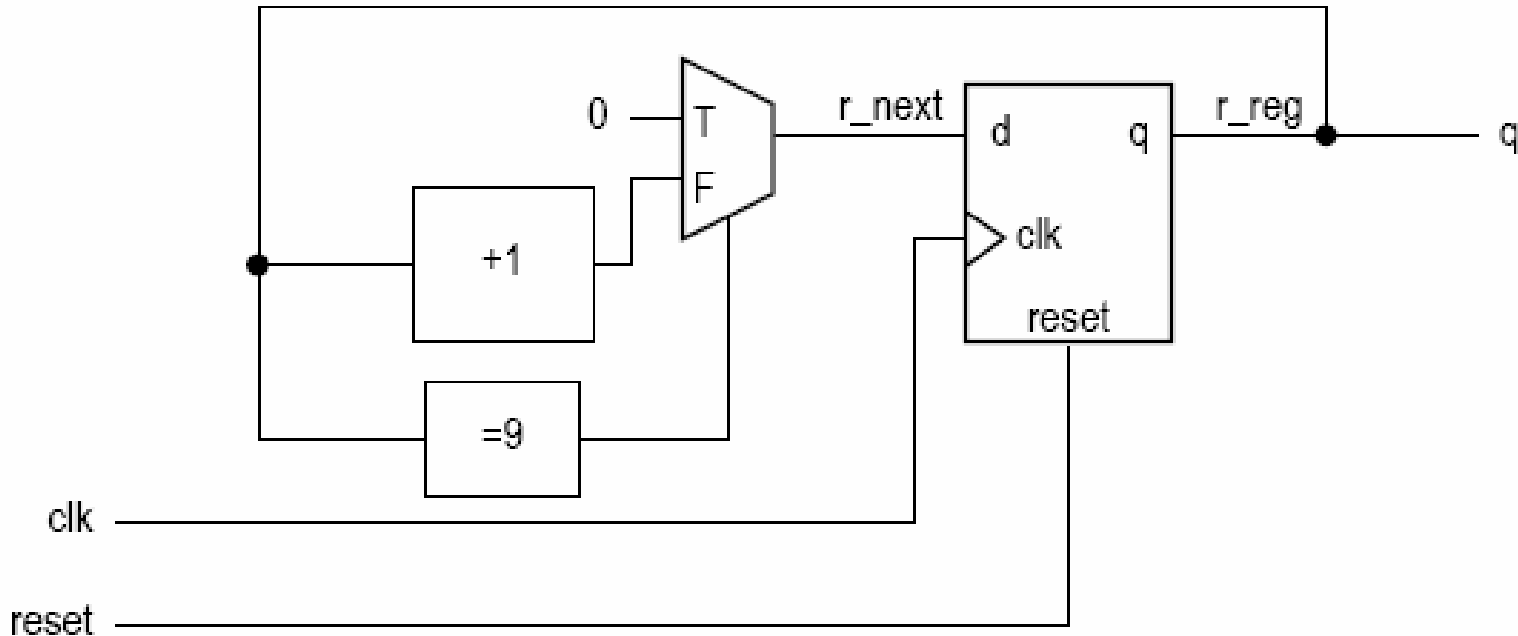 r_next
r_reg
0
T
d
q
q
F
+1
clk
reset
=9
clk
reset